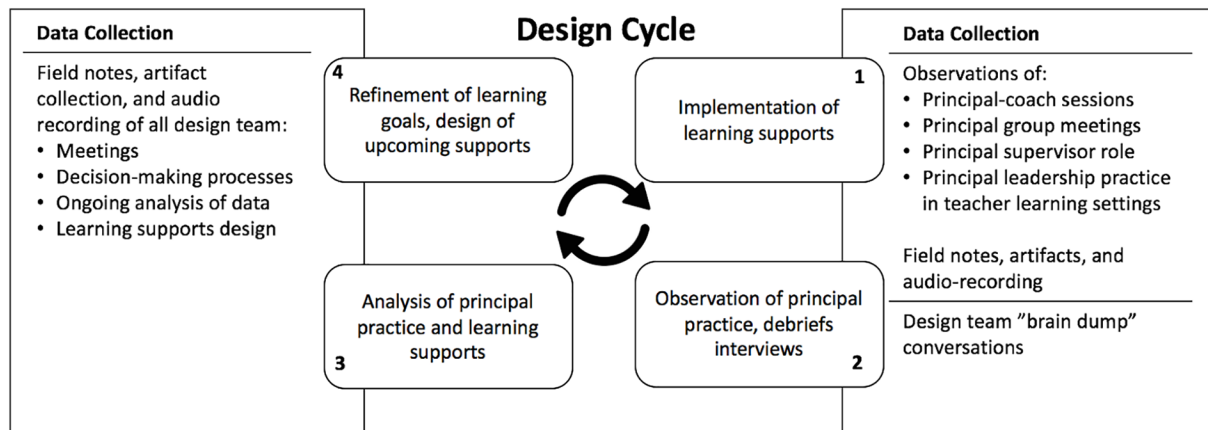 Design Cycle
Data Collection
Field notes, artifact
collection, and audio
recording of all design team:
• Meetings
• Decision-making processes
• Ongoing analysis of data
• Learning supports design
4
Refinement of learning
goals, design of
upcoming supports
1
Implementation of
learning supports
Analysis of principal
practice and learning
supports
3
Observation of principal
practice, debriefs
interviews
2
Data Collection
Observations of:
• Principal-coach sessions
• Principal group meetings
• Principal supervisor role
• Principal leadership practice
in teacher learning settings
Field notes, artifacts, and
audio-recording
Design team ”brain dump”
conversations